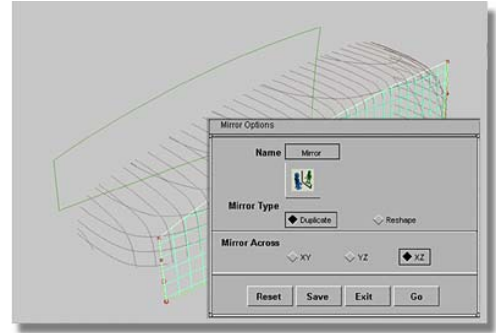 Mirror Options
Name Mirror
Mirror Type
Duplicate Reshape
Mirror Across
XY YZ XZ
Reset Save Exit Go